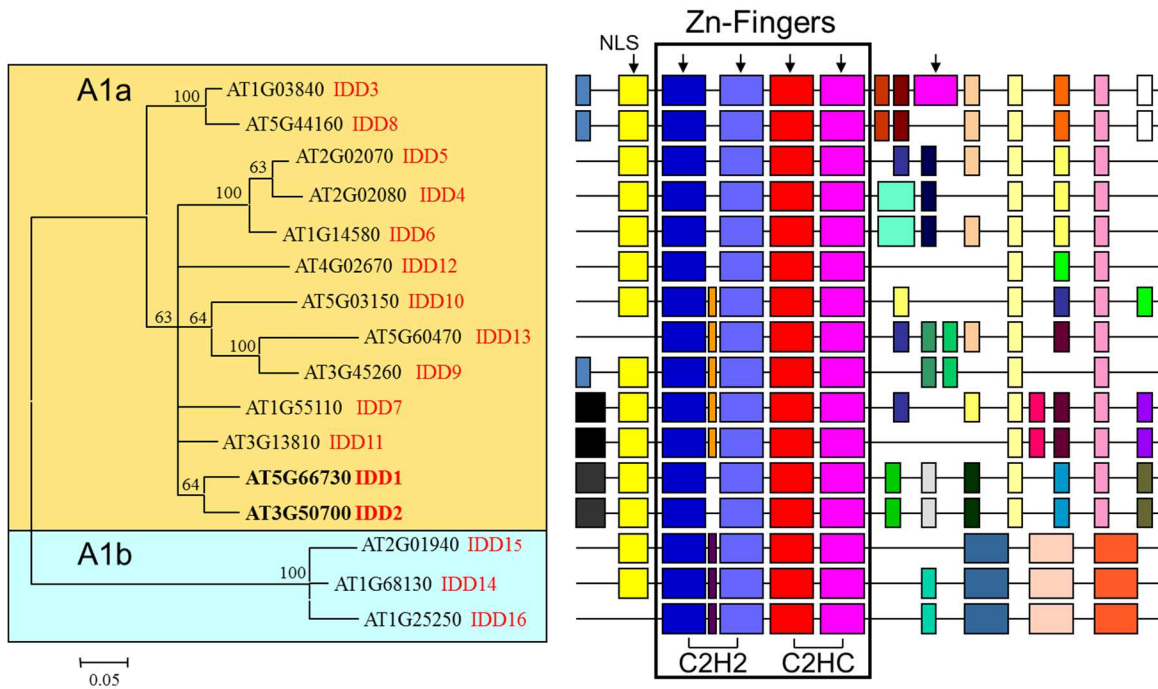 Zn-Fingers
NLS
A1a
100
AT1G03840 IDD3
AT5G44160 IDD8
AT2G02070 IDD5
63
AT2G02080 IDD4
100
AT1G14580 IDD6
AT4G02670 IDD12
AT5G03150 IDD10
63
64
AT5G60470 IDD13
100
AT3G45260 IDD9
AT1G55110 IDD7
AT3G13810 IDD11
AT5G66730 IDD1
64
AT3G50700 IDD2
A1b
AT2G01940 IDD15
100
AT1G68130 IDD14
AT1G25250 IDD16
C2H2
C2HC
0.05